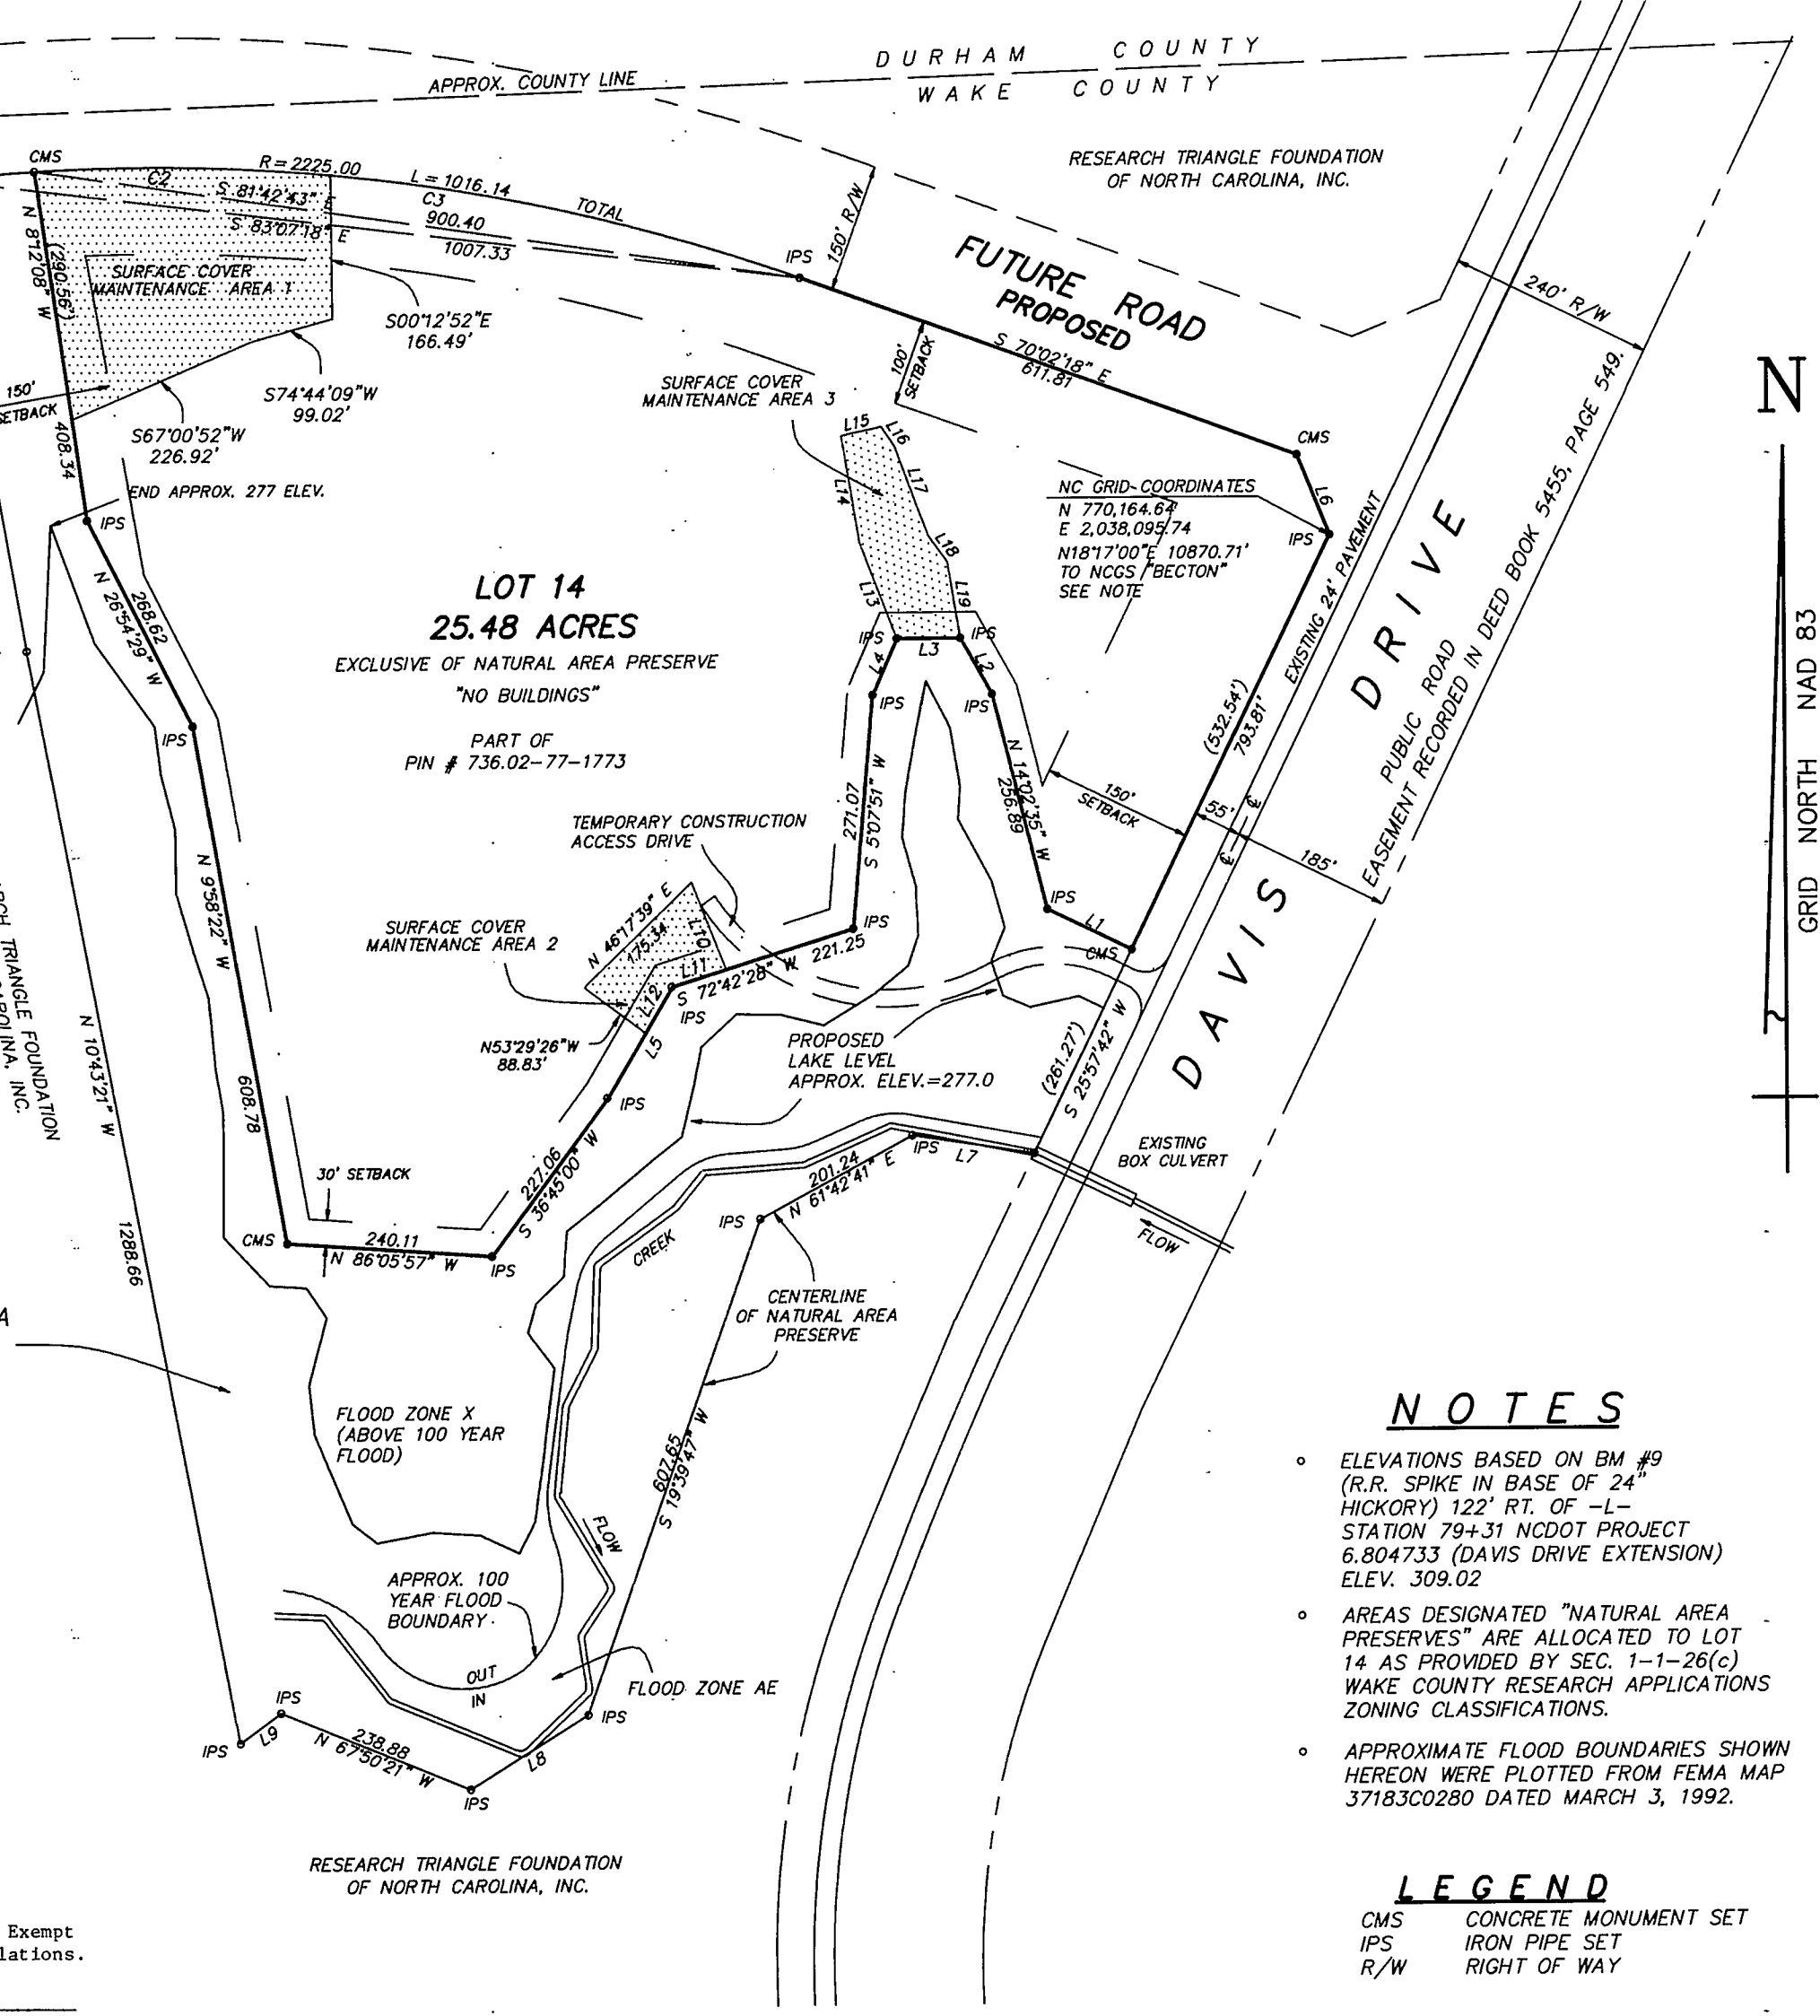 DURHAM COUNTY
APPROX. COUNTY LINE
WAKE COUNTY
RESEARCH TRIANGLE FOUNDATION
OF NORTH CAROLINA, INC.
CMS
R=2225.00
C2
L=1016.14
TOTAL
S 81°42'43" E
C3
900.40
S 83°07'18" E
1007.33
IPS
150' R/W
FUTURE ROAD
PROPOSED
240' R/W
N 8°12'08" W
(290.56')
408.34
SURFACE COVER
MAINTENANCE AREA 1
S00°12'52"E
166.49'
S74°44'09"W
99.02'
S67°00'52"W
226.92'
150'
SETBACK
END APPROX. 277 ELEV.
IPS
100'
SETBACK
S 70°02'18" E
611.81
SURFACE COVER
MAINTENANCE AREA 3
L15
L16
L17
L14
L18
L13
L19
CMS
L6
IPS
NC GRID-COORDINATES
N 770,164.64
E 2,038,095.74
N18°17'00"E 10870.71'
TO NCGS "BECTON"
SEE NOTE
N
GRID NORTH NAD 83
LOT 14
25.48 ACRES
EXCLUSIVE OF NATURAL AREA PRESERVE
"NO BUILDINGS"
PART OF
PIN # 736.02-77-1773
268.62
N 26°54'29" W
IPS
IPS
L3
IPS
L4
L2
IPS
271.07
S 5°07'51" W
N 14°02'35" W
256.89
(532.54')
793.81'
EXISTING 24' PAVEMENT
DAVIS DRIVE
PUBLIC ROAD
EASEMENT RECORDED IN DEED BOOK 5455, PAGE 549.
150'
SETBACK
55'
185'
TEMPORARY CONSTRUCTION
ACCESS DRIVE
SURFACE COVER
MAINTENANCE AREA 2
N 46°17'39" E
175.34
L10
L11
L12
S 72°42'28" W
221.25
IPS
IPS
IPS
L1
CMS
N53°29'26"W
88.83'
L5
IPS
PROPOSED
LAKE LEVEL
APPROX. ELEV.=277.0
(261.27')
S 25°57'42" W
N 9°58'22" W
608.78
TRIANGLE FOUNDATION
INC.
N 10°43'21" W
1288.66
30' SETBACK
CMS
240.11
N 86°05'57" W
IPS
227.06
S 36°45'00" W
CREEK
IPS
201.24
N 61°42'41" E
IPS
L7
EXISTING
BOX CULVERT
FLOW
CENTERLINE
OF NATURAL AREA
PRESERVE
A
FLOOD ZONE X
(ABOVE 100 YEAR
FLOOD)
607.65
S 19°39'47" W
FLOW
APPROX. 100
YEAR FLOOD
BOUNDARY
OUT
IN
FLOOD ZONE AE
IPS
IPS
IPS
L9
238.88
N 67°50'21" W
L8
IPS
RESEARCH TRIANGLE FOUNDATION
OF NORTH CAROLINA, INC.
Exempt
lations.
NOTES
ELEVATIONS BASED ON BM #9
(R.R. SPIKE IN BASE OF 24"
HICKORY) 122' RT. OF -L-
STATION 79+31 NCDOT PROJECT
6.804733 (DAVIS DRIVE EXTENSION)
ELEV. 309.02
AREAS DESIGNATED "NATURAL AREA
PRESERVES" ARE ALLOCATED TO LOT
14 AS PROVIDED BY SEC. 1-1-26(c)
WAKE COUNTY RESEARCH APPLICATIONS
ZONING CLASSIFICATIONS.
APPROXIMATE FLOOD BOUNDARIES SHOWN
HEREON WERE PLOTTED FROM FEMA MAP
37183C0280 DATED MARCH 3, 1992.
LEGEND
CMS CONCRETE MONUMENT SET
IPS IRON PIPE SET
R/W RIGHT OF WAY